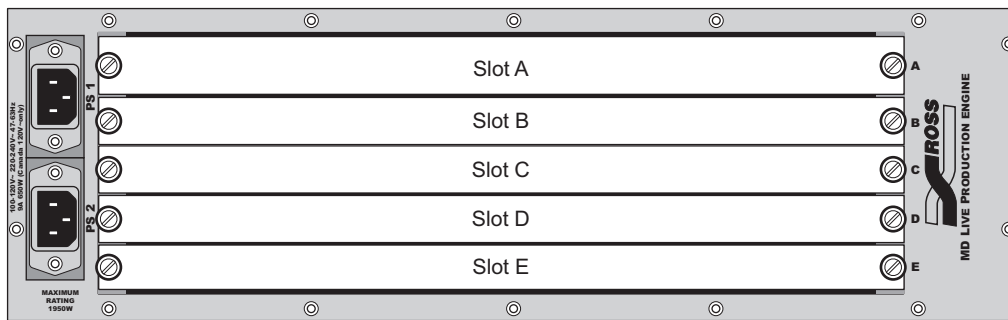 100-120V~ 220-240V~ 47-63Hz
9A 650W (Canada 120V~only)
PS 1
PS 2
MAXIMUM
RATING
1950W
Slot A
Slot B
Slot C
Slot D
Slot E
A
B
C
D
E
ROSS
MD LIVE PRODUCTION ENGINE